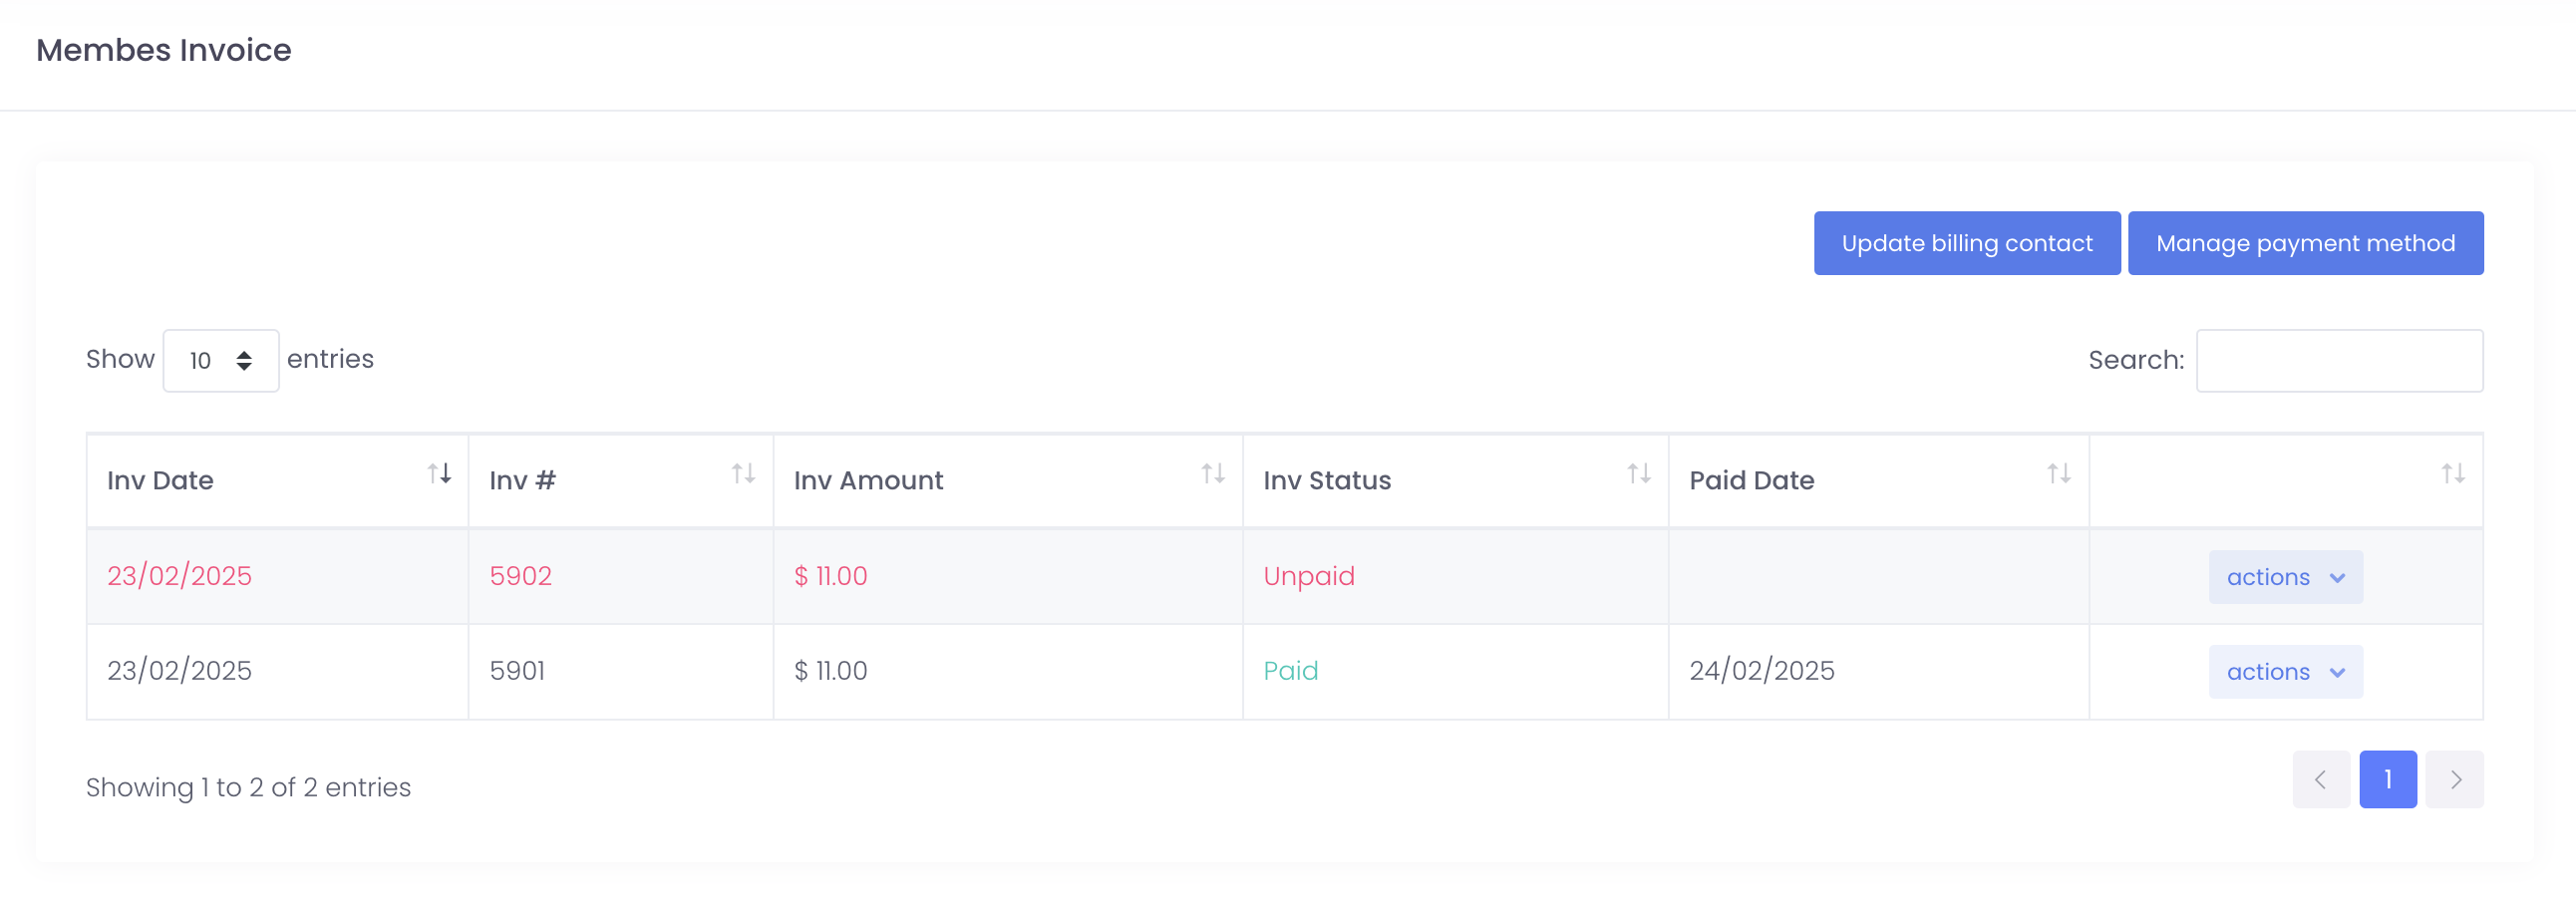 Membes Invoice
Update billing contact Manage payment method
Show 10 entries Search:
Inv Date Inv # Inv Amount Inv Status Paid Date
23/02/2025 5902 $ 11.00 Unpaid actions
23/02/2025 5901 $ 11.00 Paid 24/02/2025 actions
Showing 1 to 2 of 2 entries 1